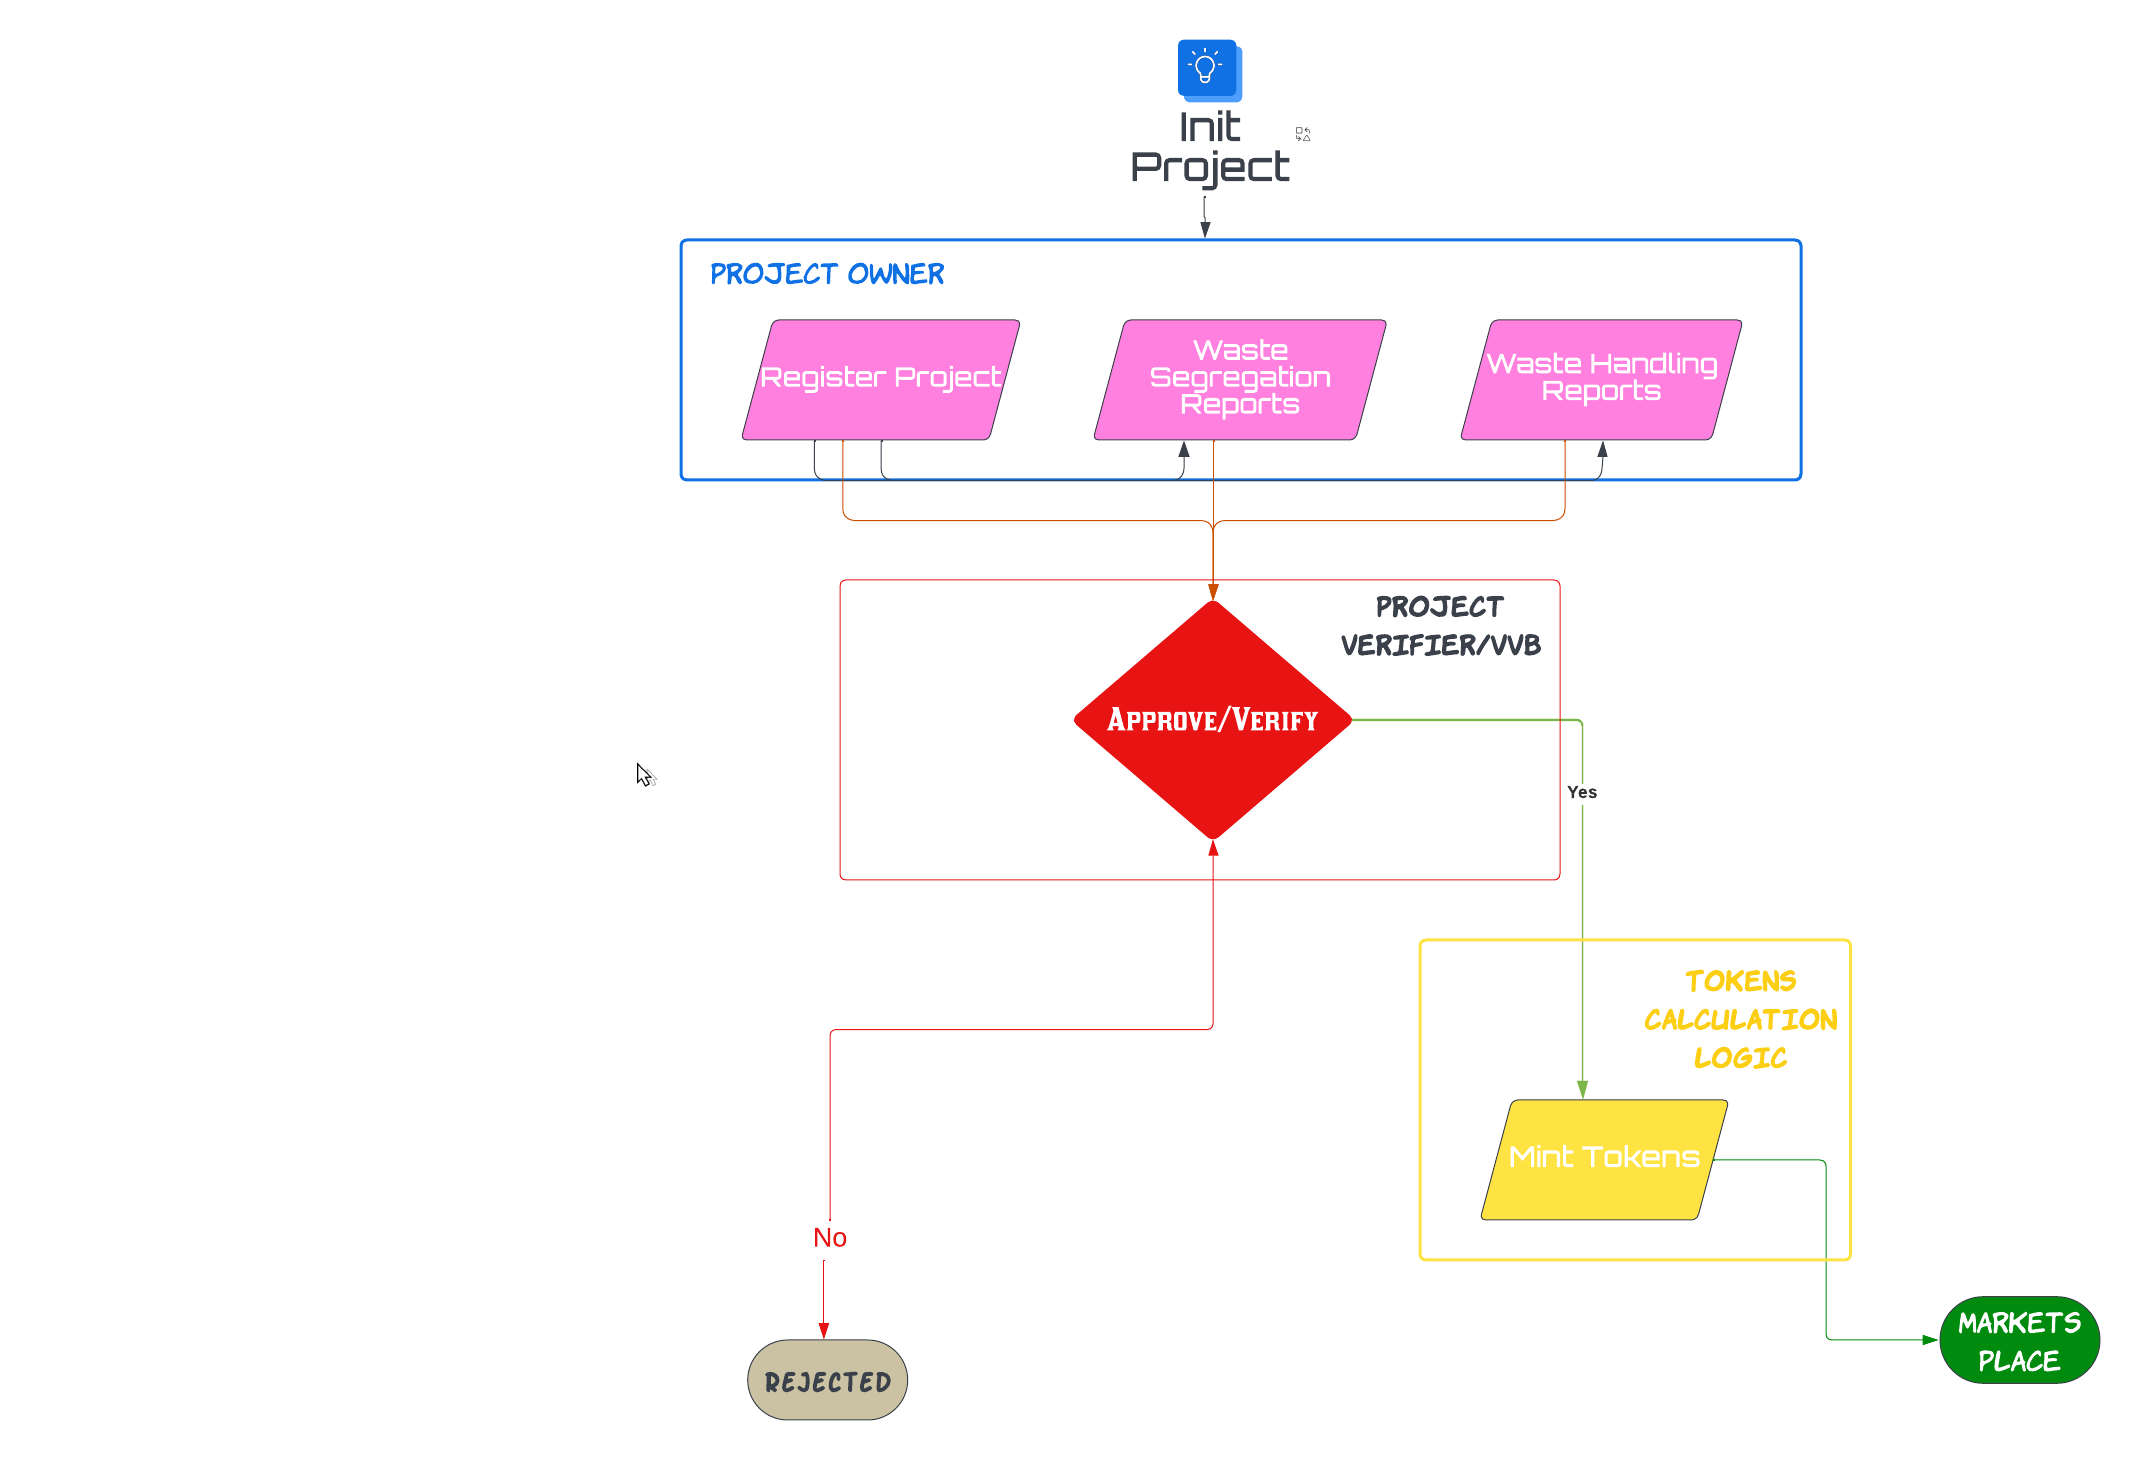 Init
Project
PROJECT OWNER
Register Project
Waste
Segregation
Reports
Waste Handling
Reports
PROJECT
VERIFIER/VVB
Approve/Verify
Yes
TOKENS
CALCULATION
LOGIC
Mint Tokens
No
MARKETS
PLACE
REJECTED